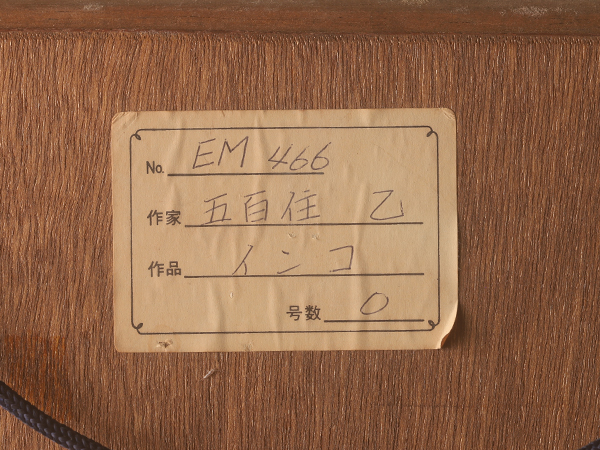 No. EM 466
作家 五百住 乙
作品 インコ
号数 0